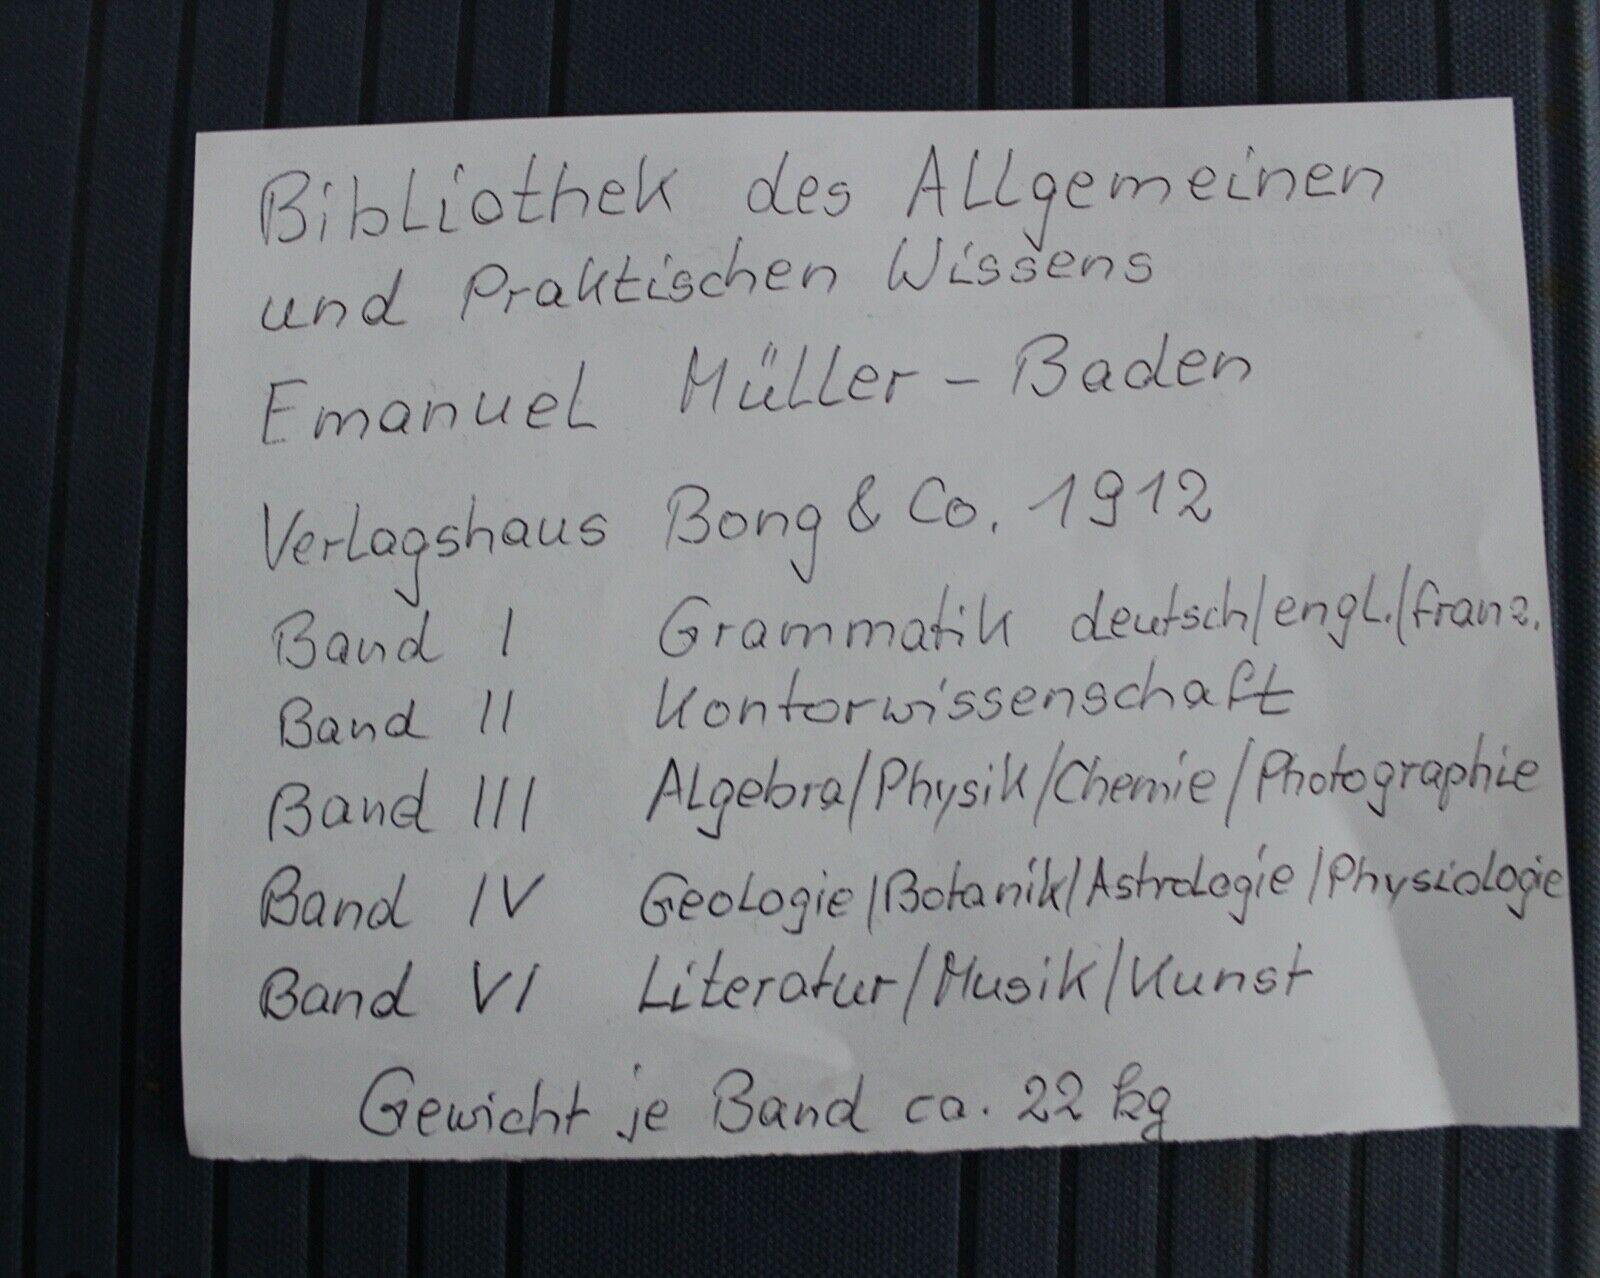 Bibliothek des Allgemeinen
und Praktischen Wissens
Emanuel Müller - Baden
Verlagshaus Bong & Co. 1912
Band I Grammatik deutsch/engl./franz.
Band II Kontorwissenschaft
Band III Algebra/Physik/Chemie/Photographie
Band IV Geologie/Botanik/Astrologie/Physiologie
Band VI Literatur/Musik/Kunst
Gewicht je Band ca. 22 kg